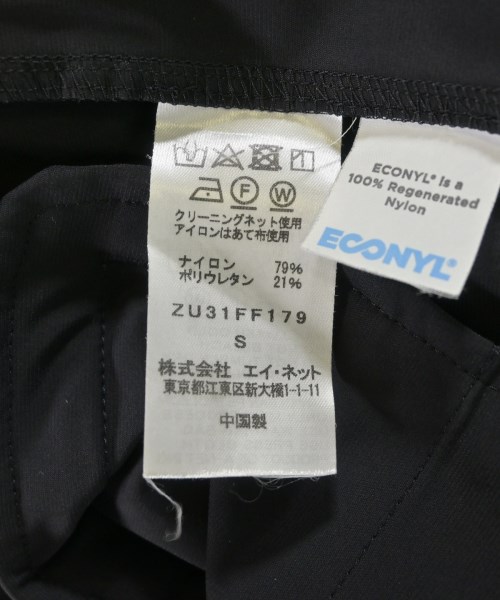 F W
クリーニングネット使用
アイロンはあて布使用
ナイロン 79%
ポリウレタン 21%
ZU31FF179
S
株式会社 エイ・ネット
東京都江東区新大橋1-1-11
中国製
ECONYL® is a
100% Regenerated
Nylon
ECONYL®